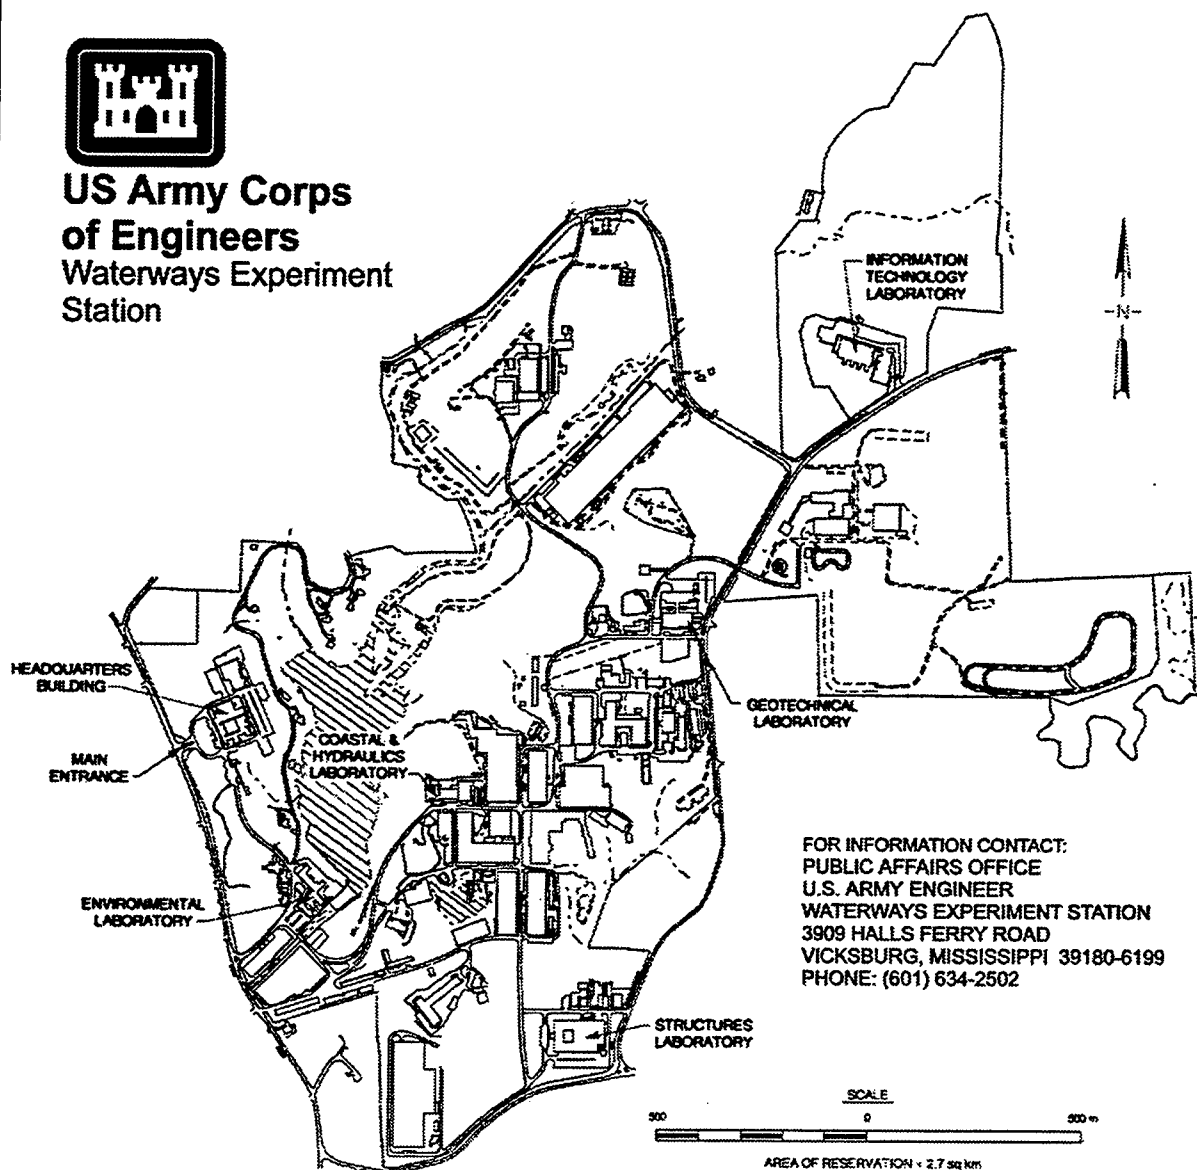 US Army Corps
of Engineers
Waterways Experiment
Station
INFORMATION
TECHNOLOGY
LABORATORY
N
HEADQUARTERS
BUILDING
MAIN
ENTRANCE
COASTAL &
HYDRAULICS
LABORATORY
GEOTECHNICAL
LABORATORY
ENVIRONMENTAL
LABORATORY
STRUCTURES
LABORATORY
FOR INFORMATION CONTACT:
PUBLIC AFFAIRS OFFICE
U.S. ARMY ENGINEER
WATERWAYS EXPERIMENT STATION
3909 HALLS FERRY ROAD
VICKSBURG, MISSISSIPPI 39180-6199
PHONE: (601) 634-2502
SCALE
500 0 500 m
AREA OF RESERVATION = 2.7 sq km